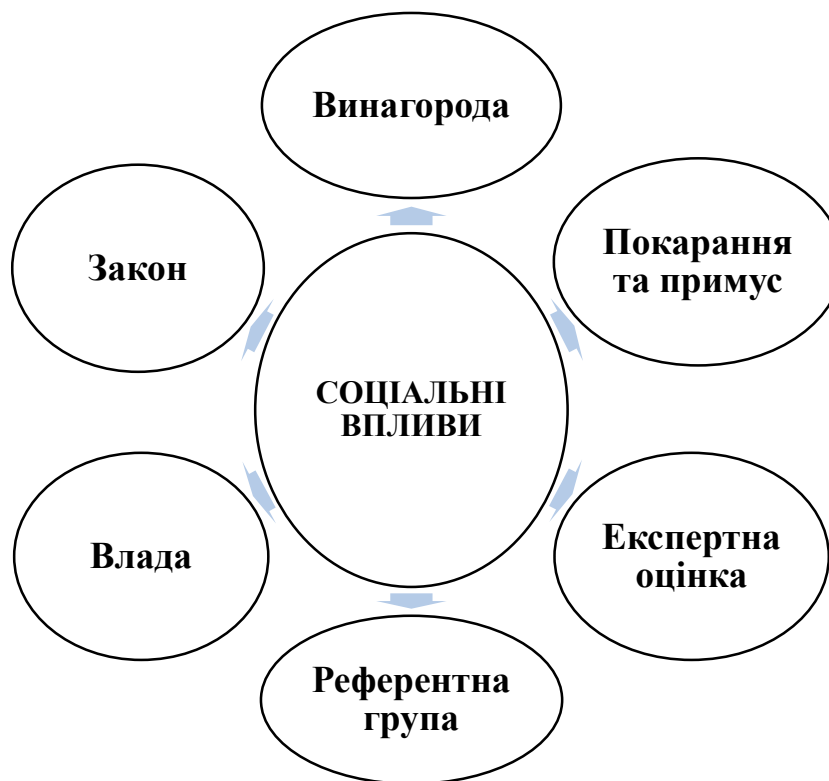 Винагорода
Покарання
та примус
Закон
СОЦІАЛЬНІ
ВПЛИВИ
Влада
Експертна
оцінка
Референтна
група